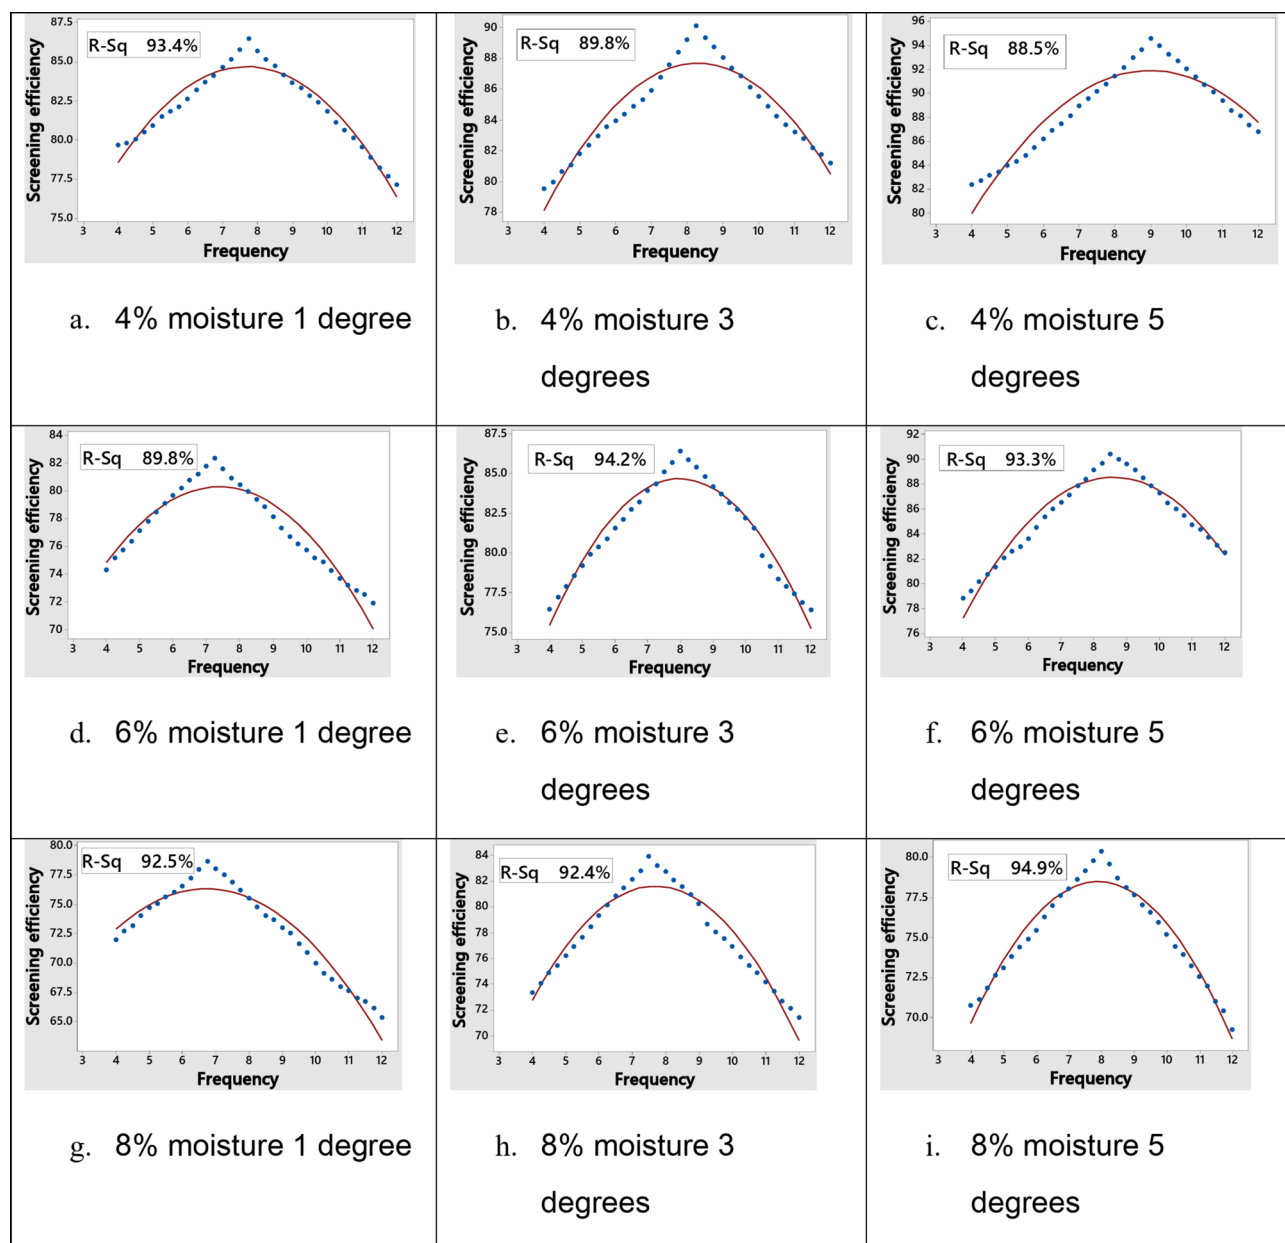 87.5
85.0
82.5
80.0
77.5
75.0
Screening efficiency
R-Sq 93.4%
3 4 5 6 7 8 9 10 11 12
Frequency
a. 4% moisture 1 degree
90
88
86
84
82
80
78
Screening efficiency
R-Sq 89.8%
3 4 5 6 7 8 9 10 11 12
Frequency
b. 4% moisture 3
degrees
96
94
92
90
88
86
84
82
80
Screening efficiency
R-Sq 88.5%
3 4 5 6 7 8 9 10 11 12
Frequency
c. 4% moisture 5
degrees
84
82
80
78
76
74
72
70
Screening efficiency
R-Sq 89.8%
3 4 5 6 7 8 9 10 11 12
Frequency
d. 6% moisture 1 degree
87.5
85.0
82.5
80.0
77.5
75.0
Screening efficiency
R-Sq 94.2%
3 4 5 6 7 8 9 10 11 12
Frequency
e. 6% moisture 3
degrees
92
90
88
86
84
82
80
78
76
Screening efficiency
R-Sq 93.3%
3 4 5 6 7 8 9 10 11 12
Frequency
f. 6% moisture 5
degrees
80.0
77.5
75.0
72.5
70.0
67.5
65.0
Screening efficiency
R-Sq 92.5%
3 4 5 6 7 8 9 10 11 12
Frequency
g. 8% moisture 1 degree
84
82
80
78
76
74
72
70
Screening efficiency
R-Sq 92.4%
3 4 5 6 7 8 9 10 11 12
Frequency
h. 8% moisture 3
degrees
80.0
77.5
75.0
72.5
70.0
Screening efficiency
R-Sq 94.9%
3 4 5 6 7 8 9 10 11 12
Frequency
i. 8% moisture 5
degrees